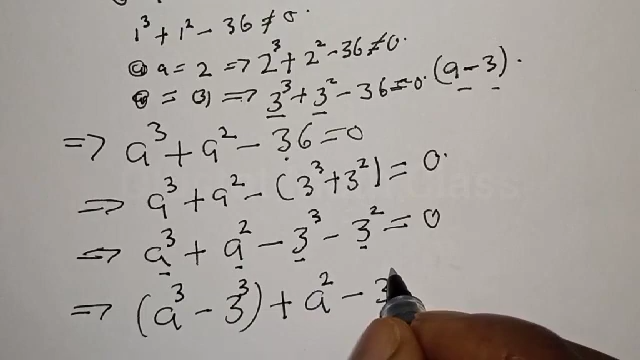 1³ + 1² - 36 ≠ 0.
@ a = 2 => 2³ + 2² - 36 ≠ 0.
@ = 3) => 3³ + 3² - 36 = 0. (a - 3).
=> a³ + a² - 36 = 0
=> a³ + a² - (3³ + 3²) = 0.
=> a³ + a² - 3³ - 3² = 0
=> (a³ - 3³) + a² - 3